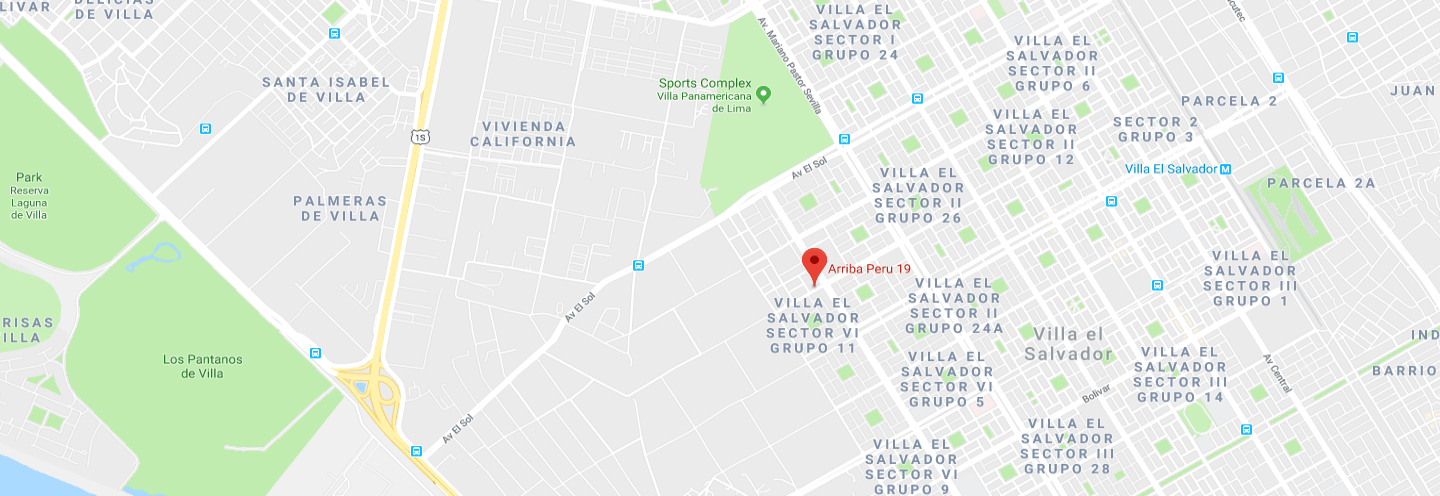 LIVAR
DELICIAS
DE VILLA
SANTA ISABEL
DE VILLA
VIVIENDA
CALIFORNIA
1S
Park
Reserva
Laguna
de Villa
PALMERAS
DE VILLA
RISAS
ILLA
Los Pantanos
de Villa
Av El Sol
Av El Sol
Av El Sol
Sports Complex
Villa Panamericana
de Lima
Av. Mariano Pastor Sevilla
VILLA EL
SALVADOR
SECTOR I
GRUPO 24
VILLA EL
SALVADOR
SECTOR II
GRUPO 6
VILLA EL
SALVADOR
SECTOR II
GRUPO 12
PARCELA 2
SECTOR 2
GRUPO 3
JUAN
Villa El Salvador M
PARCELA 2A
VILLA EL
SALVADOR
SECTOR II
GRUPO 26
Arriba Peru 19
VILLA EL
SALVADOR
SECTOR VI
GRUPO 11
VILLA EL
SALVADOR
SECTOR II
GRUPO 24A
VILLA EL
SALVADOR
SECTOR III
GRUPO 1
Villa el
Salvador
VILLA EL
SALVADOR
SECTOR VI
GRUPO 5
VILLA EL
SALVADOR
SECTOR III
GRUPO 14
Av Central
IND
BARRIO
Bolivar
VILLA EL
SALVADOR
SECTOR III
GRUPO 28
VILLA EL
SALVADOR
SECTOR VI
GRUPO 9